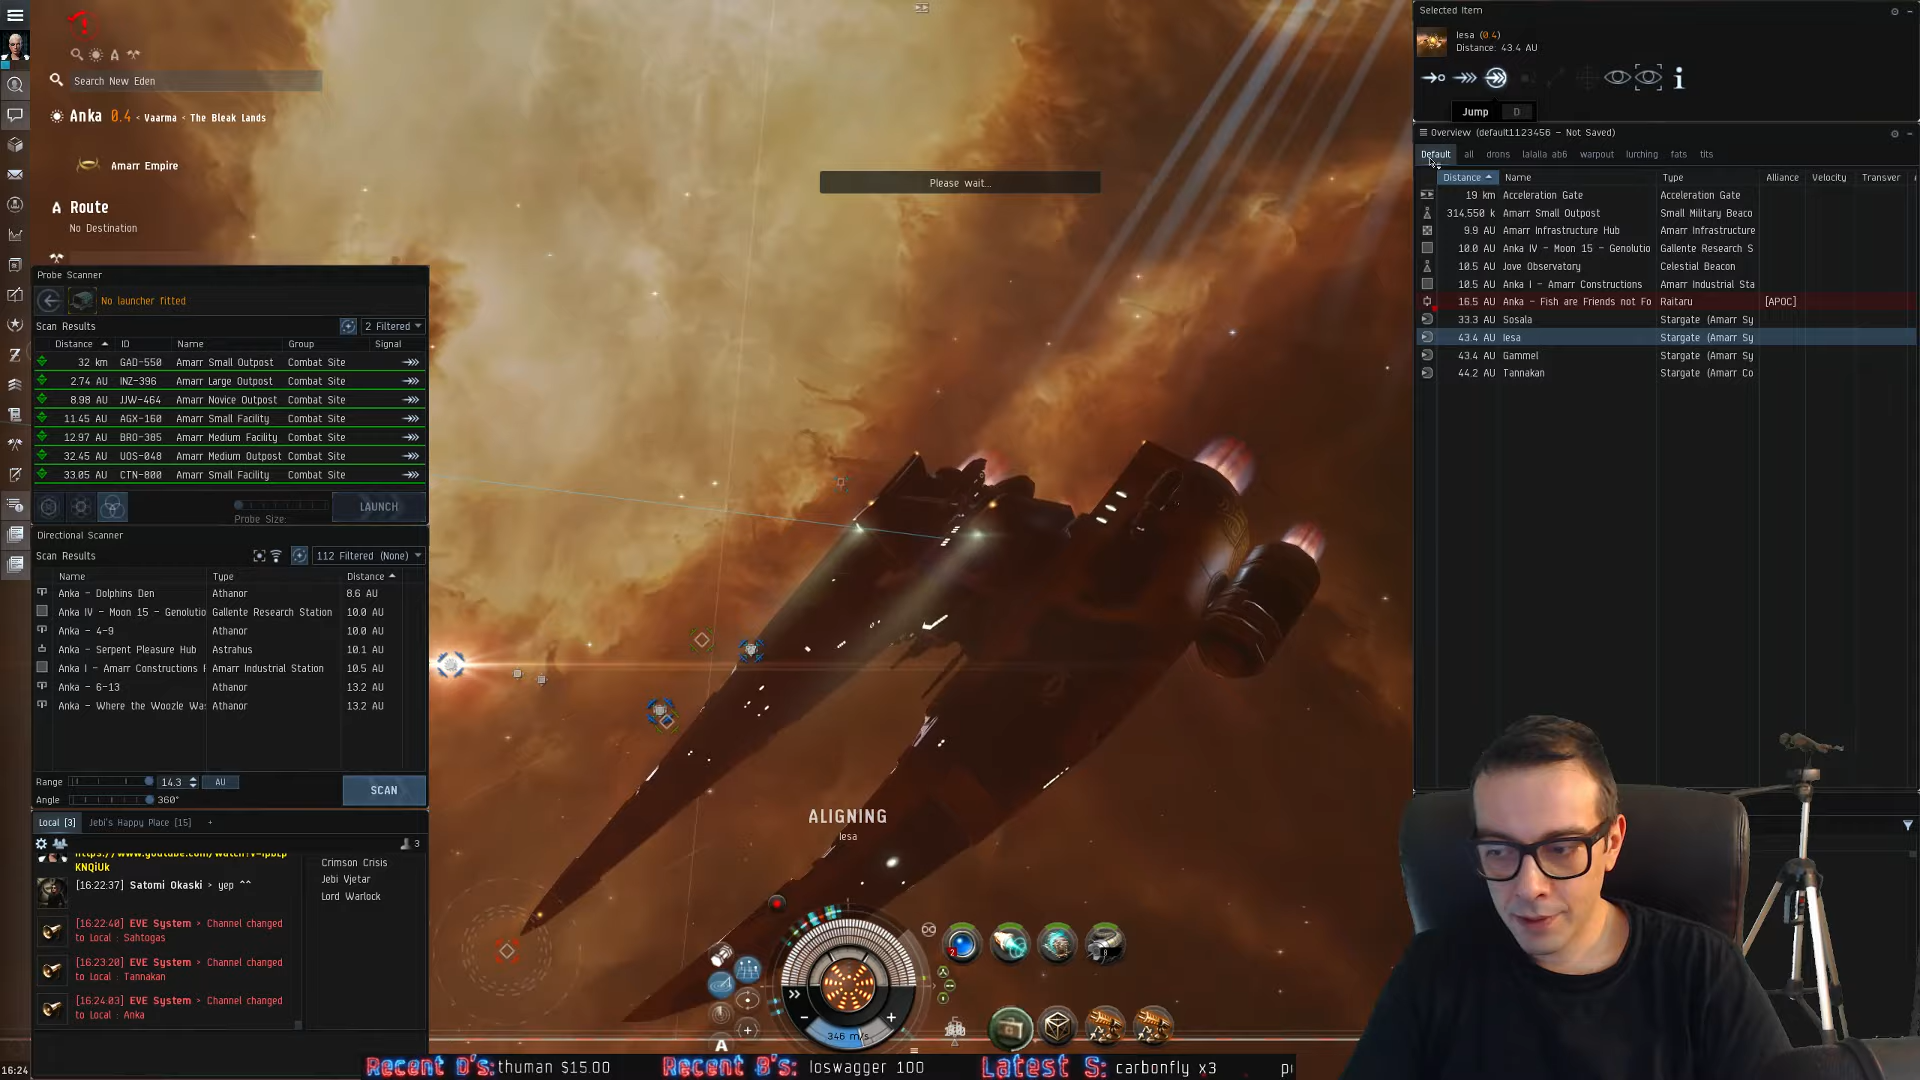 Search New Eden
Anka 0.4 < Vaarma < The Bleak Lands
Amarr Empire
A Route
No Destination
Probe Scanner
No launcher fitted
Scan Results
2 Filtered
Distance ID Name Group Signal
32 km GAD-550 Amarr Small Outpost Combat Site
2.74 AU INZ-396 Amarr Large Outpost Combat Site
8.98 AU JJW-464 Amarr Novice Outpost Combat Site
11.45 AU AGX-160 Amarr Small Facility Combat Site
12.97 AU BRO-385 Amarr Medium Facility Combat Site
32.45 AU UOS-048 Amarr Medium Outpost Combat Site
33.05 AU CTN-800 Amarr Small Facility Combat Site
Probe Size:
LAUNCH
Directional Scanner
Scan Results
112 Filtered (None)
Name Type Distance
Anka - Dolphins Den Athanor 8.6 AU
Anka IV - Moon 15 - Genolutio Gallente Research Station 10.0 AU
Anka - 4-9 Athanor 10.0 AU
Anka - Serpent Pleasure Hub Astrahus 10.1 AU
Anka I - Amarr Constructions F Amarr Industrial Station 10.5 AU
Anka - 6-13 Athanor 13.2 AU
Anka - Where the Woozle Wa Athanor 13.2 AU
Range 14.3 AU
Angle 360°
SCAN
Local [3] Jebi's Happy Place [15] +
3
KNQiUk
[16:22:37] Satomi Okaski > yep ^^
[16:22:40] EVE System > Channel changed
to Local : Sahtogas
[16:23:20] EVE System > Channel changed
to Local : Tannakan
[16:24:03] EVE System > Channel changed
to Local : Anka
Crimson Crisis
Jebi Vjetar
Lord Warlock
16:24
Please wait...
ALIGNING
Iesa
346 m/s
A
2
8
Recent D's: thuman $15.00 Recent B's: loswagger 100 Latest S: carbonfly x3
Selected Item
Iesa (0.4)
Distance: 43.4 AU
Jump D
Overview (default1123456 - Not Saved)
Default all drons lalalla ab6 warpout lurching fats tits
Distance Name Type Alliance Velocity Transver
19 km Acceleration Gate Acceleration Gate
314,550 k Amarr Small Outpost Small Military Beaco
9.9 AU Amarr Infrastructure Hub Amarr Infrastructure
10.0 AU Anka IV - Moon 15 - Genolutio Gallente Research S
10.5 AU Jove Observatory Celestial Beacon
10.5 AU Anka I - Amarr Constructions Amarr Industrial Sta
16.5 AU Anka - Fish are Friends not Fo Raitaru [APOC]
33.3 AU Sosala Stargate (Amarr Sy
43.4 AU Iesa Stargate (Amarr Sy
43.4 AU Gammel Stargate (Amarr Sy
44.2 AU Tannakan Stargate (Amarr Co